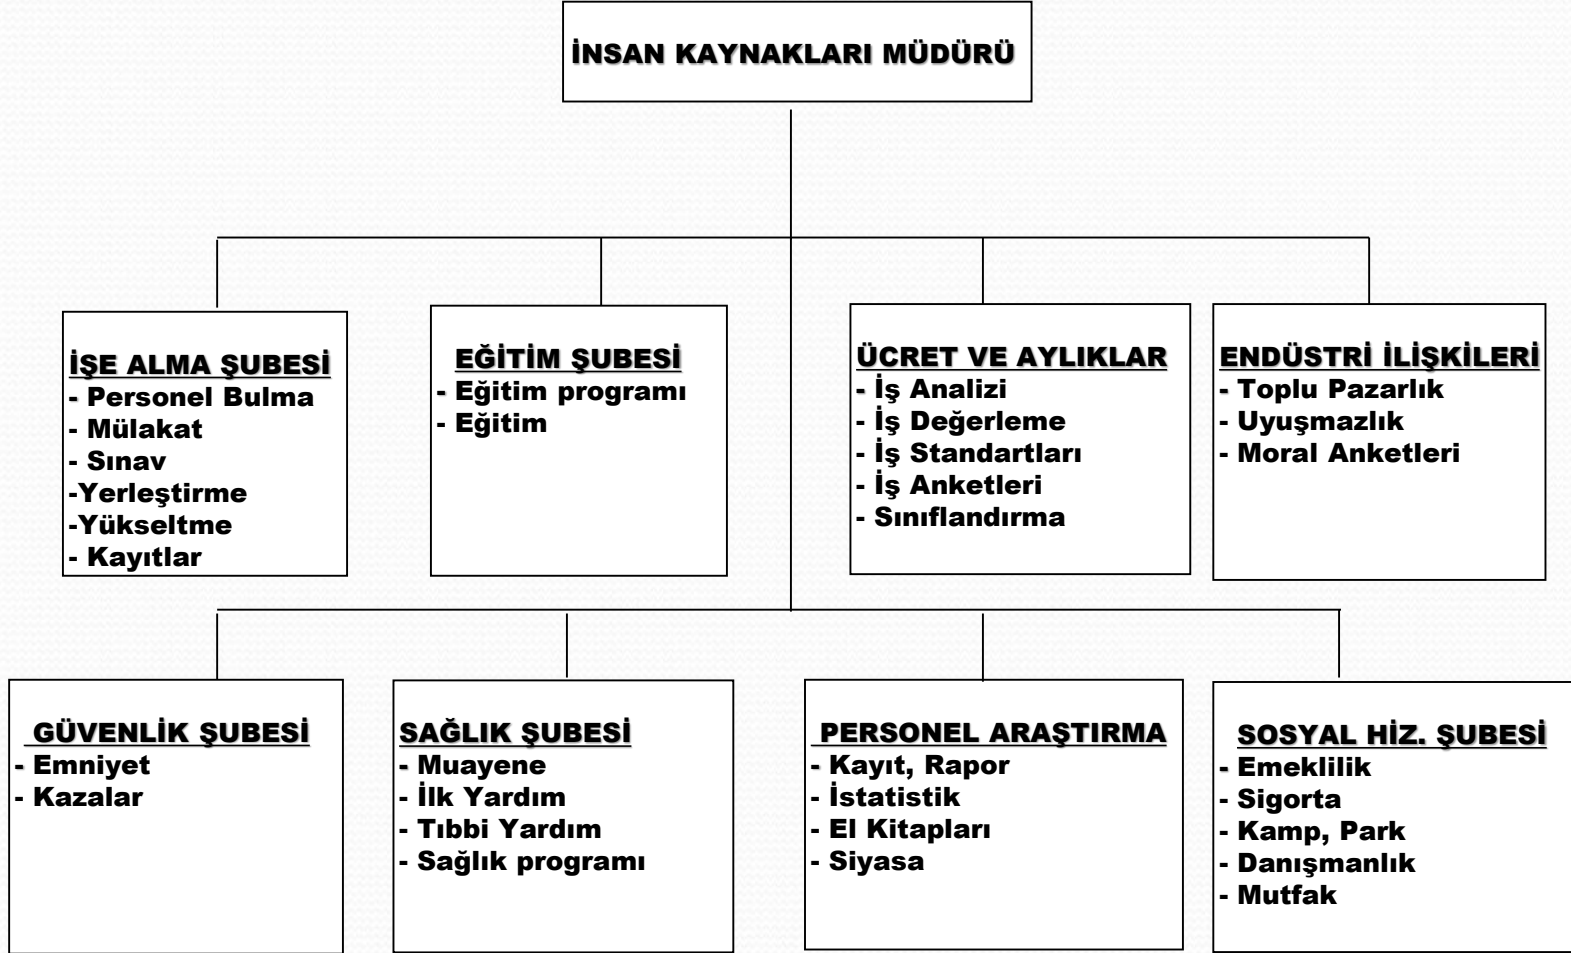 İNSAN KAYNAKLARI MÜDÜRÜ
İŞE ALMA ŞUBESİ
- Personel Bulma
- Mülakat
- Sınav
-Yerleştirme
-Yükseltme
- Kayıtlar
EĞİTİM ŞUBESİ
- Eğitim programı
- Eğitim
ÜCRET VE AYLIKLAR
- İş Analizi
- İş Değerleme
- İş Standartları
- İş Anketleri
- Sınıflandırma
ENDÜSTRİ İLİŞKİLERİ
- Toplu Pazarlık
- Uyuşmazlık
- Moral Anketleri
GÜVENLİK ŞUBESİ
- Emniyet
- Kazalar
SAĞLIK ŞUBESİ
- Muayene
- İlk Yardım
- Tıbbi Yardım
- Sağlık programı
PERSONEL ARAŞTIRMA
- Kayıt, Rapor
- İstatistik
- El Kitapları
- Siyasa
SOSYAL HİZ. ŞUBESİ
- Emeklilik
- Sigorta
- Kamp, Park
- Danışmanlık
- Mutfak